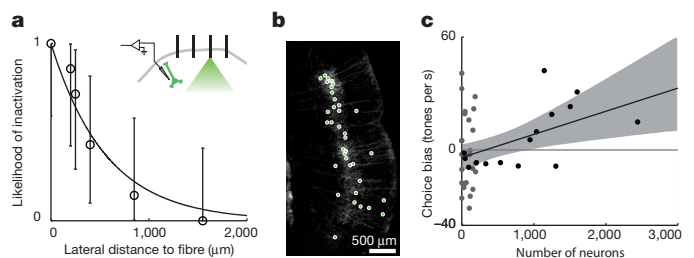 a
1
0
Likelihood of inactivation
0
1,000
2,000
Lateral distance to fibre (μm)
b
500 μm
c
60
0
−40
Choice bias (tones per s)
0
1,000
2,000
3,000
Number of neurons